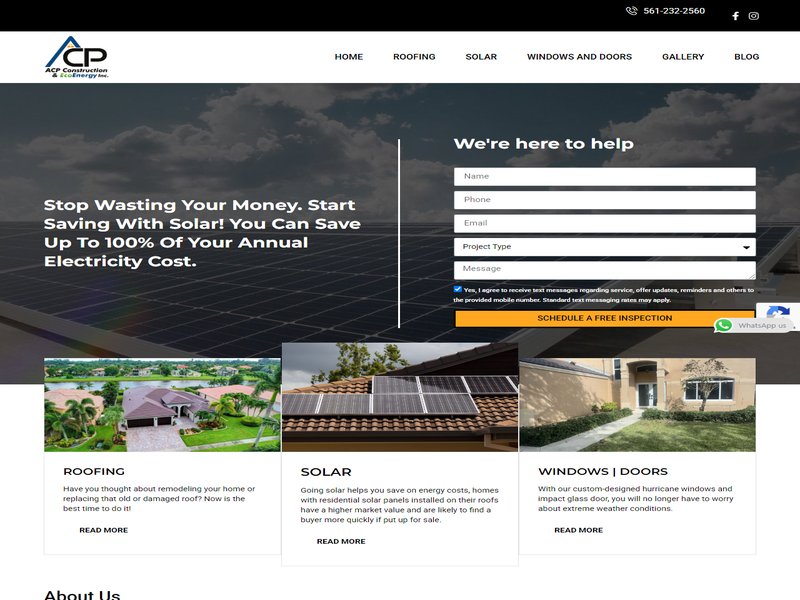 561-232-2560
ACP
ACP Construction
& EcoEnergy Inc.
HOME
ROOFING
SOLAR
WINDOWS AND DOORS
GALLERY
BLOG
Stop Wasting Your Money. Start
Saving With Solar! You Can Save
Up To 100% Of Your Annual
Electricity Cost.
We're here to help
Name
Phone
Email
Project Type
Message
Yes, I agree to receive text messages regarding service, offer updates, reminders and others to
the provided mobile number. Standard text messaging rates may apply.
SCHEDULE A FREE INSPECTION
WhatsApp us
ROOFING
Have you thought about remodeling your home or
replacing that old or damaged roof? Now is the
best time to do it!
READ MORE
SOLAR
Going solar helps you save on energy costs, homes
with residential solar panels installed on their roofs
have a higher market value and are likely to find a
buyer more quickly if put up for sale.
READ MORE
WINDOWS | DOORS
With our custom-designed hurricane windows and
impact glass door, you will no longer have to worry
about extreme weather conditions.
READ MORE
About Us